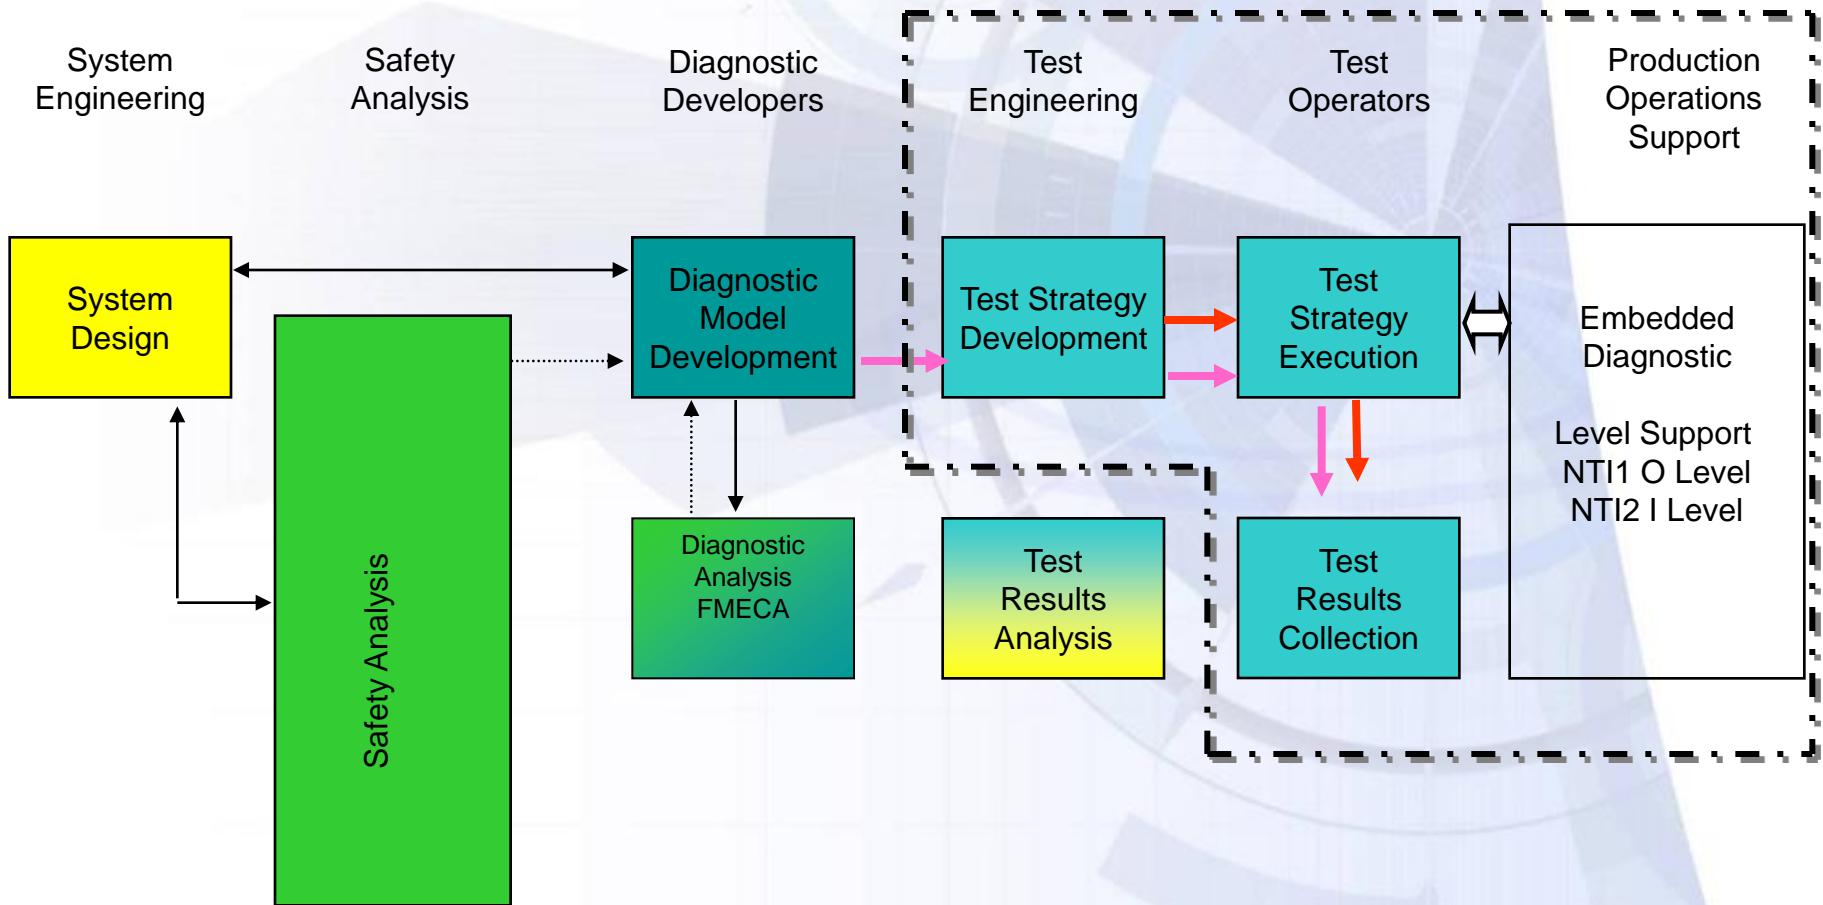 System
Engineering
Safety
Analysis
Diagnostic
Developers
Test
Engineering
Test
Operators
Production
Operations
Support
System
Design
Safety Analysis
Diagnostic
Model
Development
Diagnostic
Analysis
FMECA
Test Strategy
Development
Test
Results
Analysis
Test
Strategy
Execution
Test
Results
Collection
Embedded
Diagnostic
Level Support
NTI1 O Level
NTI2 I Level